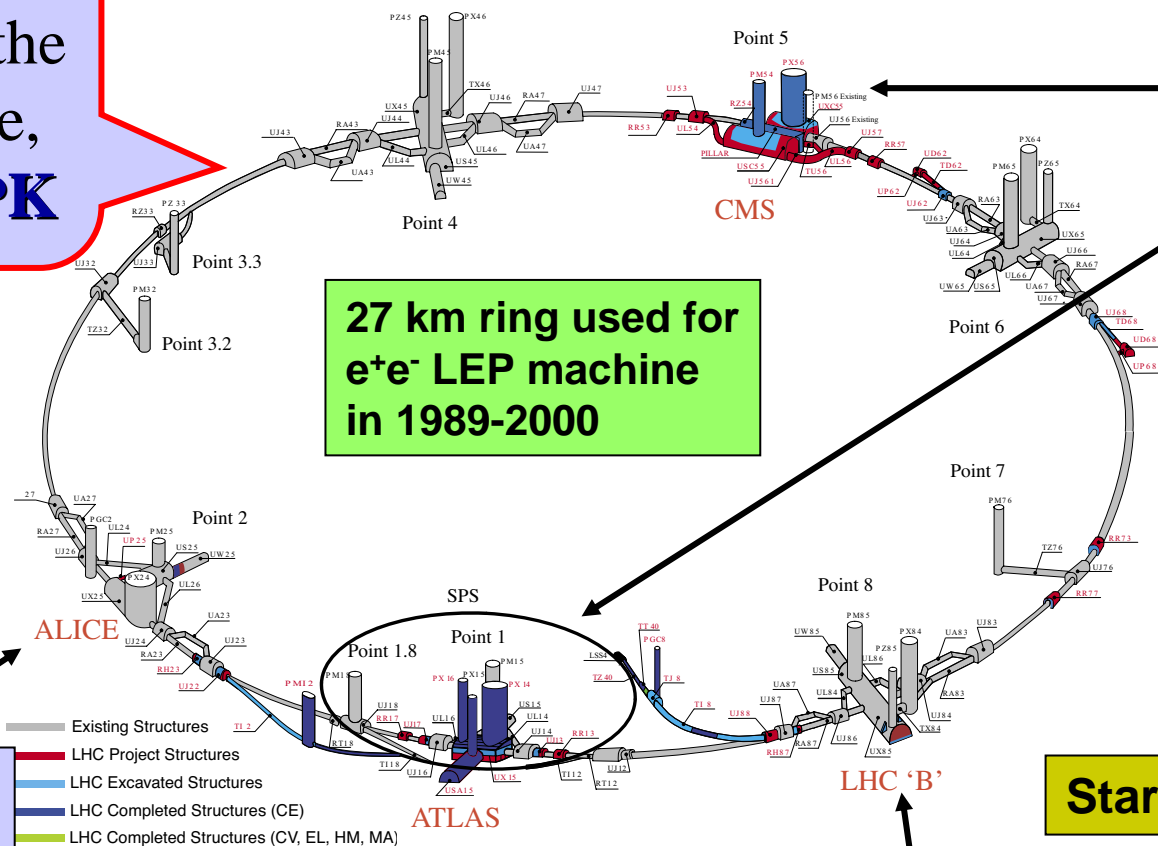 the
e,
PK
PZ45
PX46
PM45
TX46
UJ46
RA47
UJ47
UX45
UJ44
RA43
UJ43
UL44
UA43
UL46
UA47
US45
UW45
Point 4
Point 5
PM54
PX56
UJ53
RZ54
PM56 Existing
UXC55
UJ56 Existing
RR53
UL54
UJ57
RR57
PILLAR
USC55
UJ561
UL56
TU56
CMS
UD62
TD62
UP62
UJ62
PX64
PM65
PZ65
RA63
UJ63
UA63
UJ64
UL64
TX64
UX65
UJ66
RA67
UL66
UA67
UJ67
UW65
US65
Point 6
UJ68
TD68
UD68
UP68
PZ33
RZ33
UJ33
Point 3.3
UJ32
PM32
TZ32
Point 3.2
27 km ring used for
e+e- LEP machine
in 1989-2000
27
UA27
PGC2
UL24
RA27
UP25
PM25
Point 2
US25
UW25
UJ26
PX24
UX25
UL26
ALICE
UJ24
UA23
RA23
UJ23
RH23
UJ22
TI 2
PMI2
Point 7
PM76
TZ76
RR73
UJ76
RR77
SPS
Point 1
Point 1.8
PM18
PX16
PX15
PM15
PX14
UJ18
RR17
UJ17
UL16
US15
UL14
UJ14
UJ13
RR13
RT18
TI18
UJ16
USA15
UX15
TI12
RT12
UJ12
ATLAS
TT40
PGC8
LSS4
TZ40
TJ8
TI 8
UJ88
RH87
UA87
UJ87
RA87
UJ86
Point 8
UW85
PM85
US85
UL86
PZ85
PX84
UA83
UJ83
UL84
RA83
UJ84
TX84
UX85
LHC ‘B’
Existing Structures
LHC Project Structures
LHC Excavated Structures
LHC Completed Structures (CE)
LHC Completed Structures (CV, EL, HM, MA)
Star